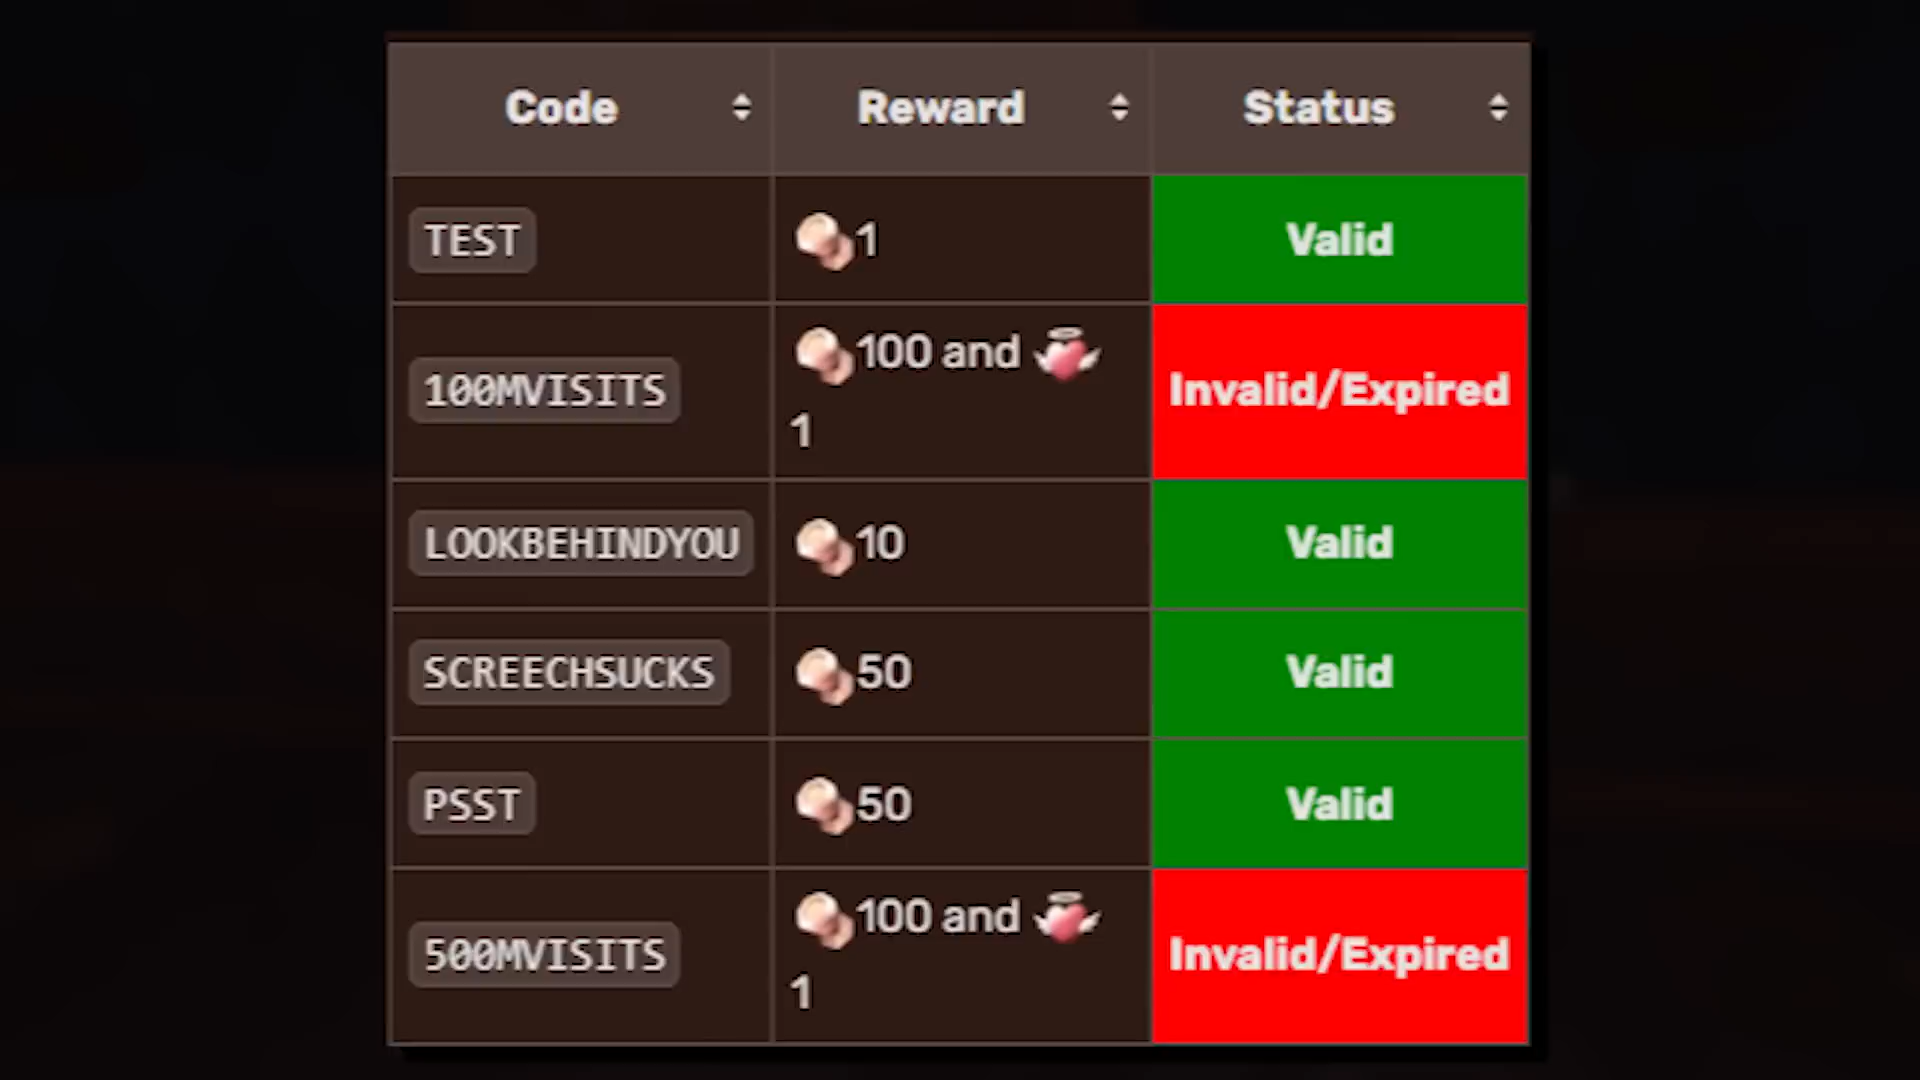 Code Reward Status
TEST 1 Valid
100MVISITS 100 and 1 Invalid/Expired
LOOKBEHINDYOU 10 Valid
SCREECHSUCKS 50 Valid
PSST 50 Valid
500MVISITS 100 and 1 Invalid/Expired